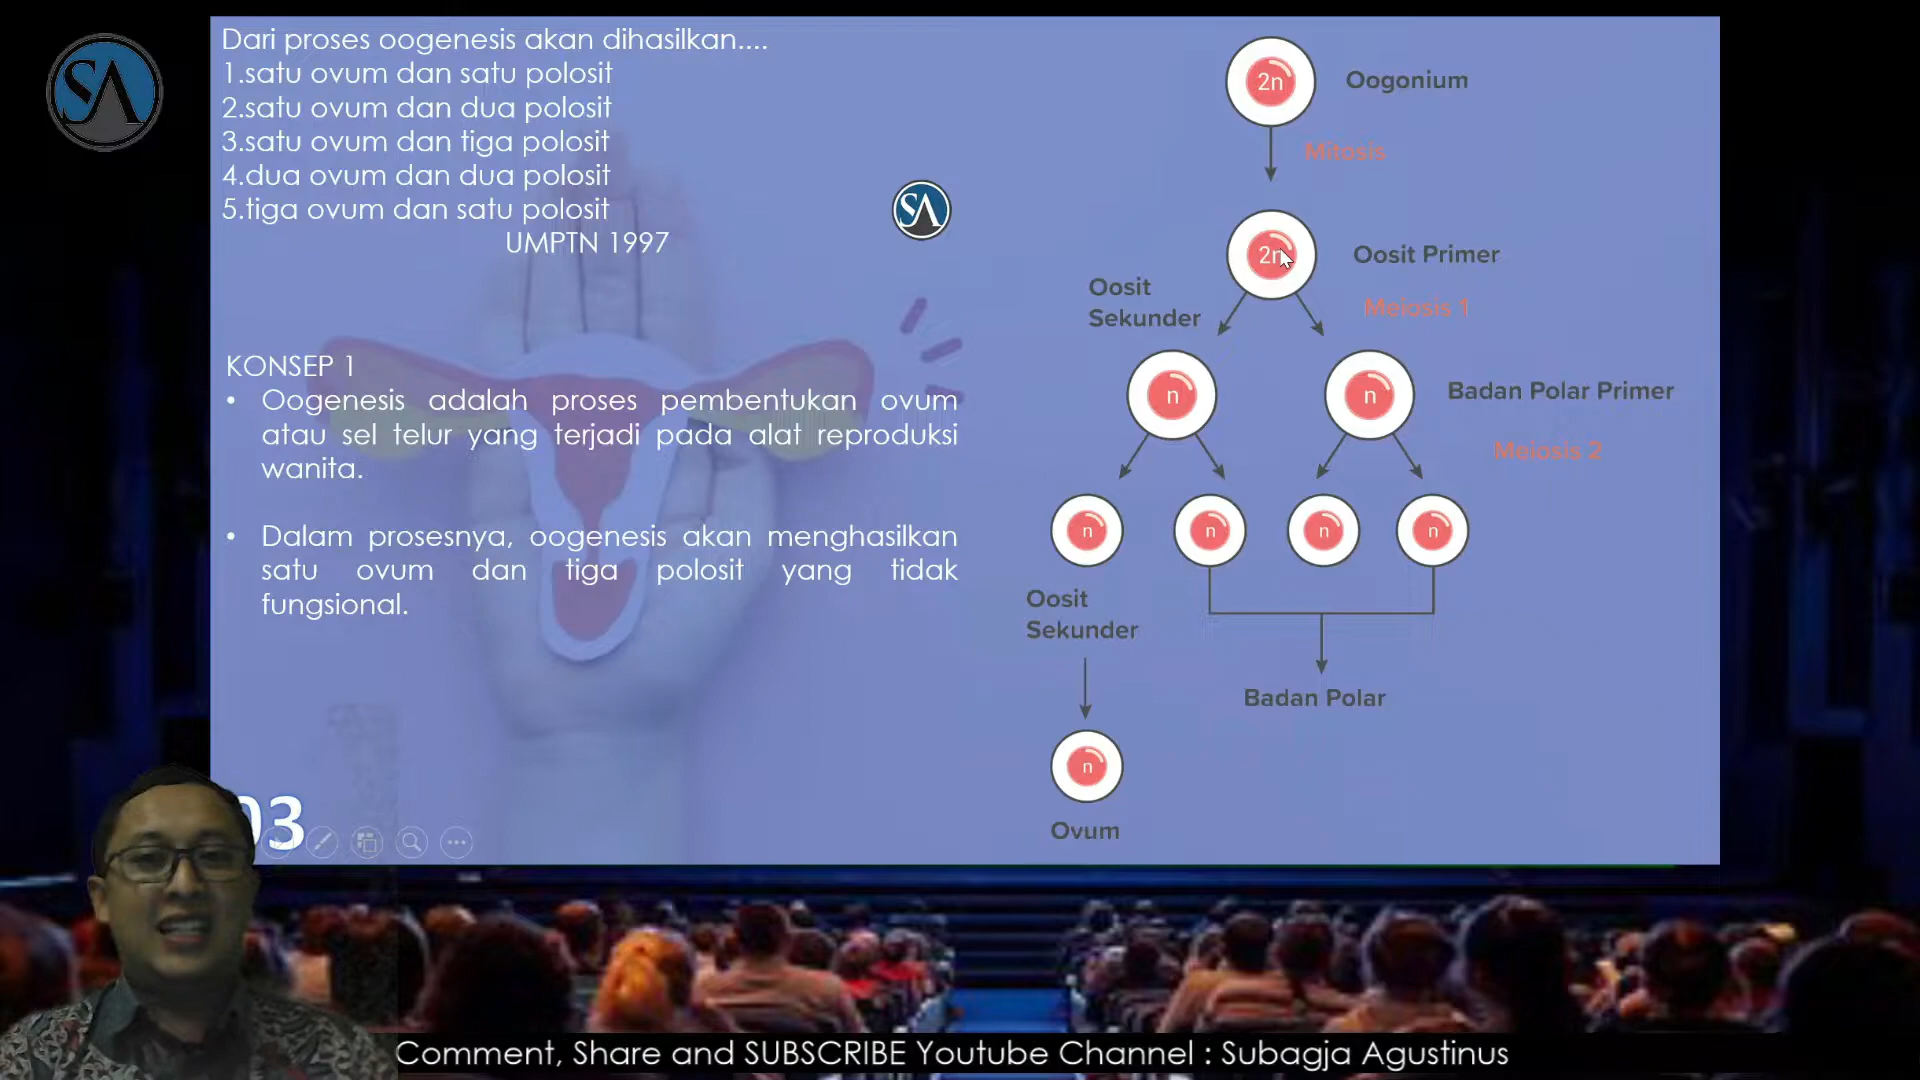 SA
Dari proses oogenesis akan dihasilkan....
1.satu ovum dan satu polosit
2.satu ovum dan dua polosit
3.satu ovum dan tiga polosit
4.dua ovum dan dua polosit
5.tiga ovum dan satu polosit
UMPTN 1997
SA
KONSEP 1
• Oogenesis adalah proses pembentukan ovum
atau sel telur yang terjadi pada alat reproduksi
wanita.
• Dalam prosesnya, oogenesis akan menghasilkan
satu ovum dan tiga polosit yang tidak
fungsional.
03
2n
Oogonium
Mitosis
2n
Oosit Primer
Oosit
Sekunder
Meiosis 1
n
n
Badan Polar Primer
Meiosis 2
n
n
n
n
Oosit
Sekunder
Badan Polar
n
Ovum
Comment, Share and SUBSCRIBE Youtube Channel : Subagja Agustinus